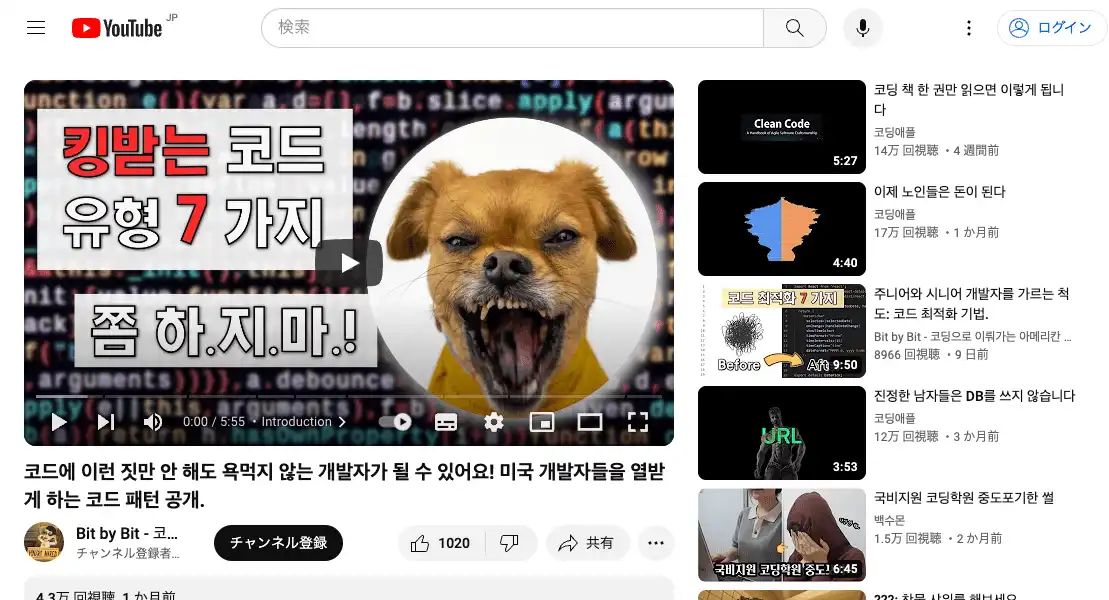 YouTube JP
検索
ログイン
킹받는 코드
유형 7 가지
쫌 하.지.마.!
0:00 / 5:55 • Introduction
코드에 이런 짓만 안 해도 욕먹지 않는 개발자가 될 수 있어요! 미국 개발자들을 열받
게 하는 코드 패턴 공개.
Bit by Bit - 코...
チャンネル登録者...
チャンネル登録
1020
共有
4.3万 回視聴 1 か月前
Clean Code
A Handbook of Agile Software Craftsmanship
5:27
코딩 책 한 권만 읽으면 이렇게 됩니
다
코딩애플
14万 回視聴 • 4 週間前
4:40
이제 노인들은 돈이 된다
코딩애플
17万 回視聴 • 1 か月前
코드 최적화 7 가지
Before
Aft
9:50
주니어와 시니어 개발자를 가르는 척
도: 코드 최적화 기법.
Bit by Bit - 코딩으로 이뤄가는 아메리칸 ...
8966 回視聴 • 9 日前
URL
3:53
진정한 남자들은 DB를 쓰지 않습니다
코딩애플
12万 回視聴 • 3 か月前
국비지원 코딩학원 중도
6:45
국비지원 코딩학원 중도포기한 썰
백수몬
1.5万 回視聴 • 2 か月前